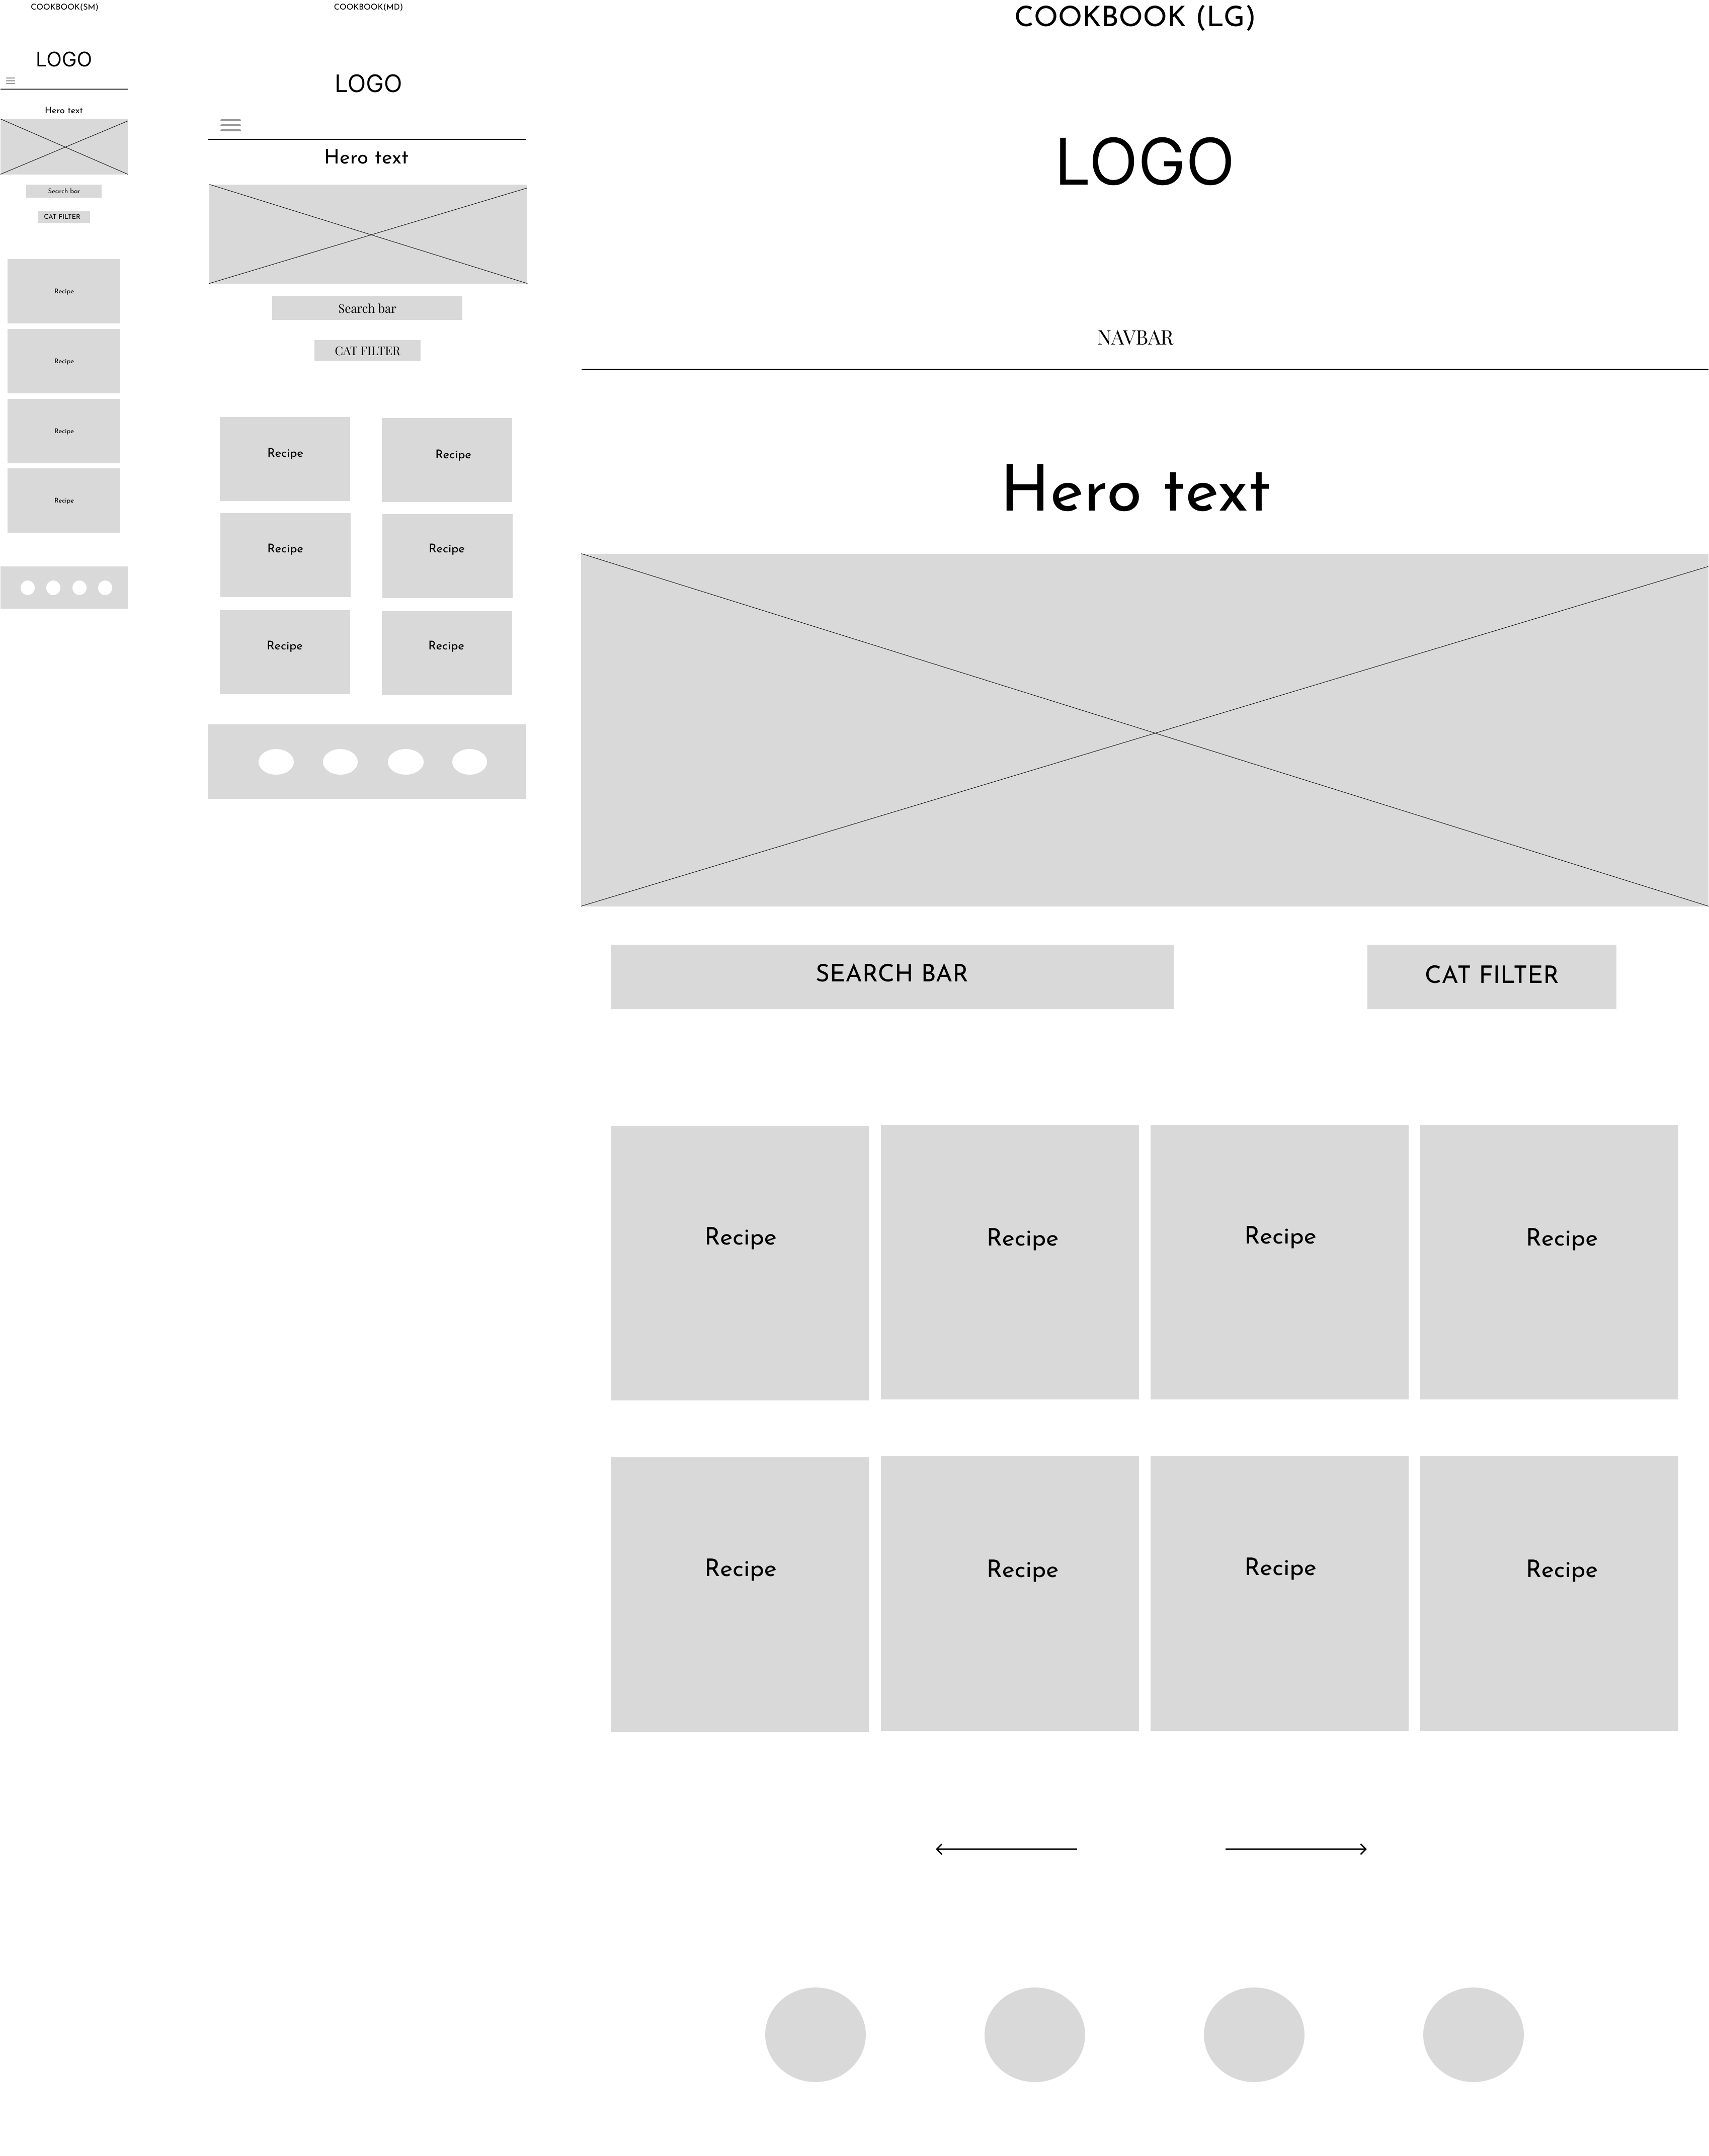 COOKBOOK(SM)
LOGO
Hero text
Search bar
CAT FILTER
Recipe
Recipe
Recipe
Recipe
COOKBOOK(MD)
LOGO
Hero text
Search bar
CAT FILTER
Recipe
Recipe
Recipe
Recipe
Recipe
Recipe
COOKBOOK (LG)
LOGO
NAVBAR
Hero text
SEARCH BAR
CAT FILTER
Recipe
Recipe
Recipe
Recipe
Recipe
Recipe
Recipe
Recipe